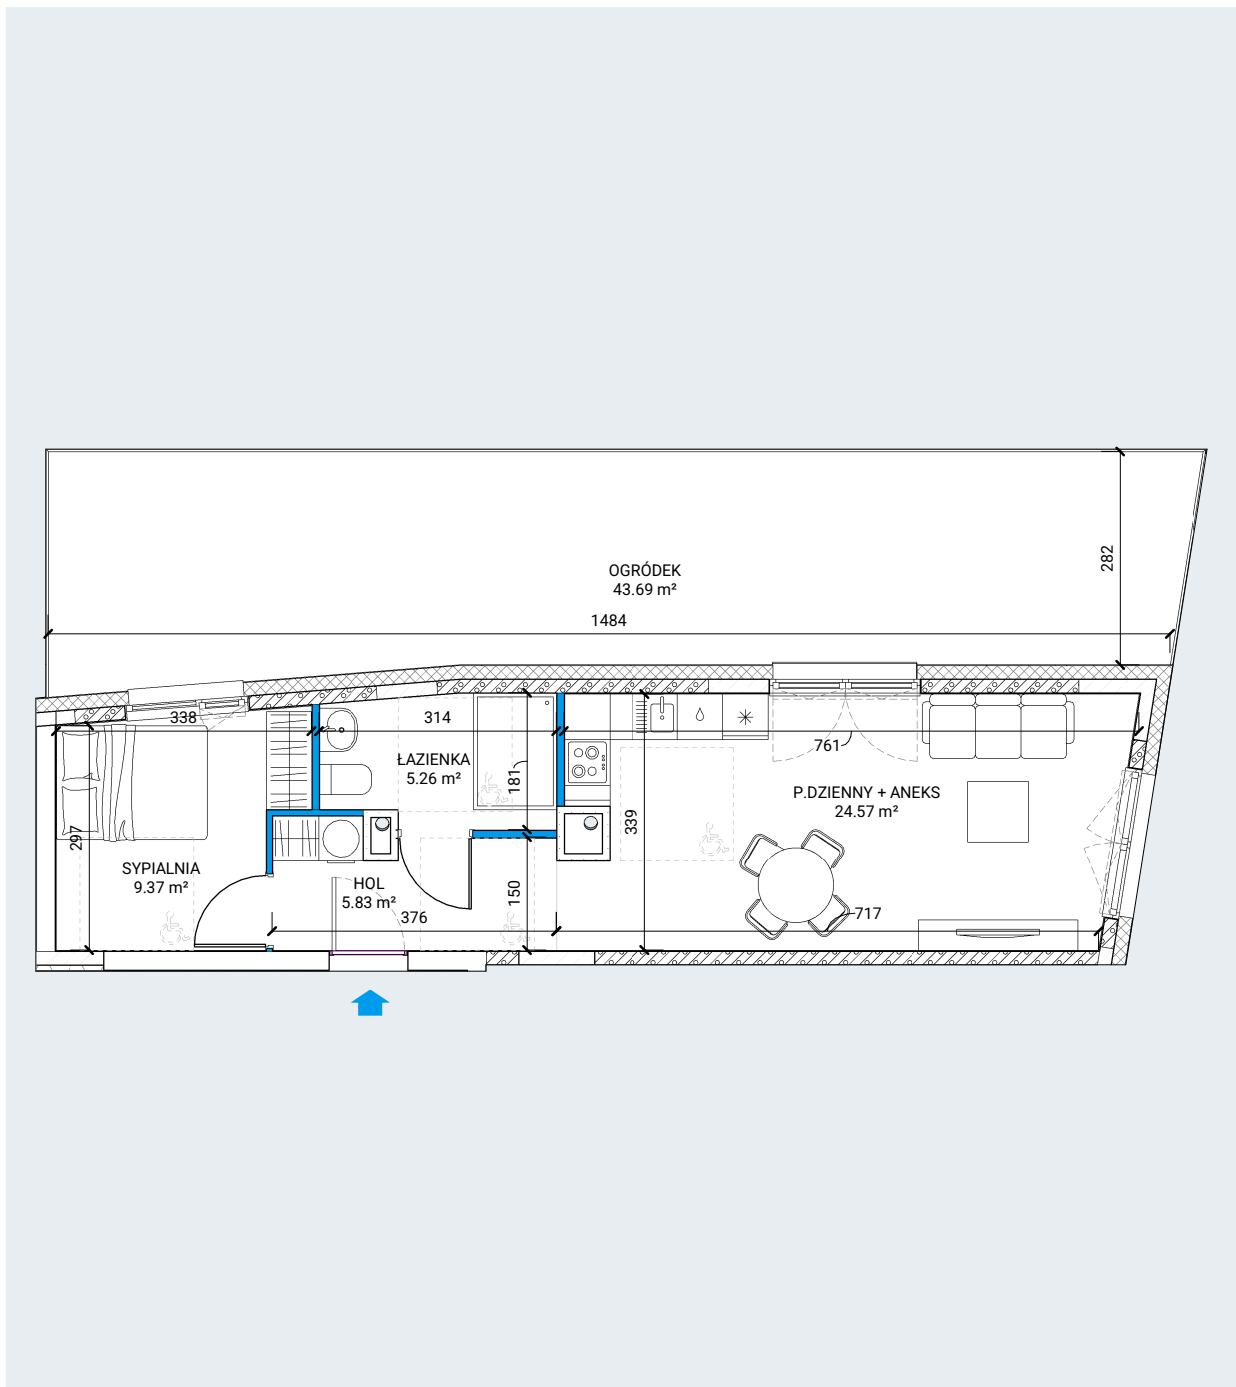 282
OGRÓDEK
43.69 m²
1484
338
314
761
ŁAZIENKA
5.26 m²
181
339
P.DZIENNY + ANEKS
24.57 m²
297
SYPIALNIA
9.37 m²
HOL
5.83 m²
150
376
717